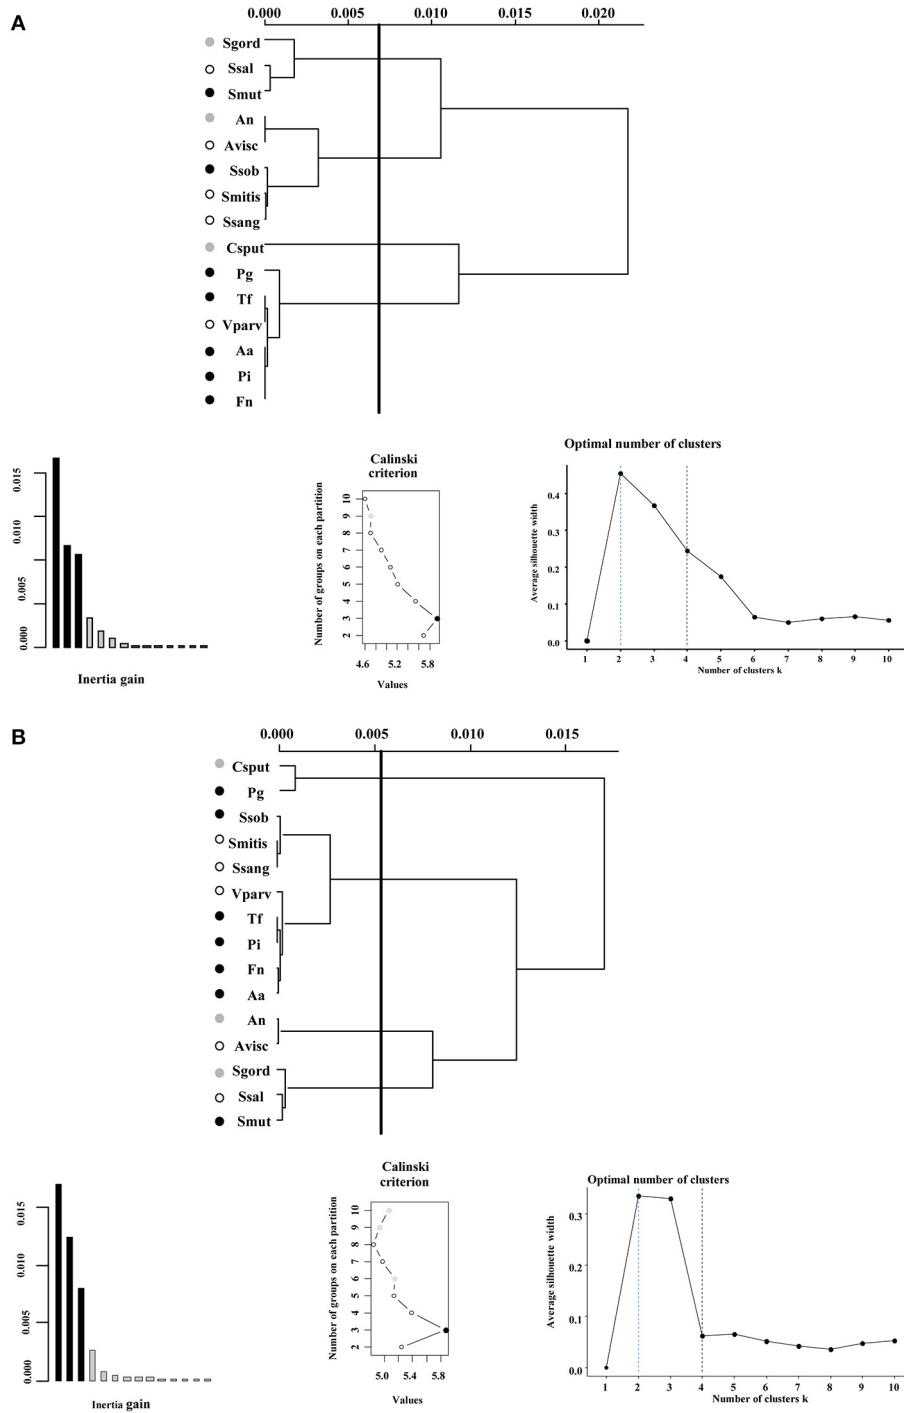 A
0.000 0.005 0.010 0.015 0.020
Sgord
Ssal
Smut
An
Avisc
Ssob
Smitis
Ssang
Csput
Pg
Tf
Vparv
Aa
Pi
Fn
0.015
0.010
0.005
0.000
Inertia gain
Calinski
criterion
Number of groups on each partition
10
9
8
7
6
5
4
3
2
4.6 5.2 5.8
Values
Optimal number of clusters
Average silhouette width
0.4
0.3
0.2
0.1
0.0
1 2 3 4 5 6 7 8 9 10
Number of clusters k
B
0.000 0.005 0.010 0.015
Csput
Pg
Ssob
Smitis
Ssang
Vparv
Tf
Pi
Fn
Aa
An
Avisc
Sgord
Ssal
Smut
0.015
0.010
0.005
0.000
Inertia gain
Calinski
criterion
Number of groups on each partition
10
9
8
7
6
5
4
3
2
5.0 5.4 5.8
Values
Optimal number of clusters
Average silhouette width
0.3
0.2
0.1
0.0
1 2 3 4 5 6 7 8 9 10
Number of clusters k